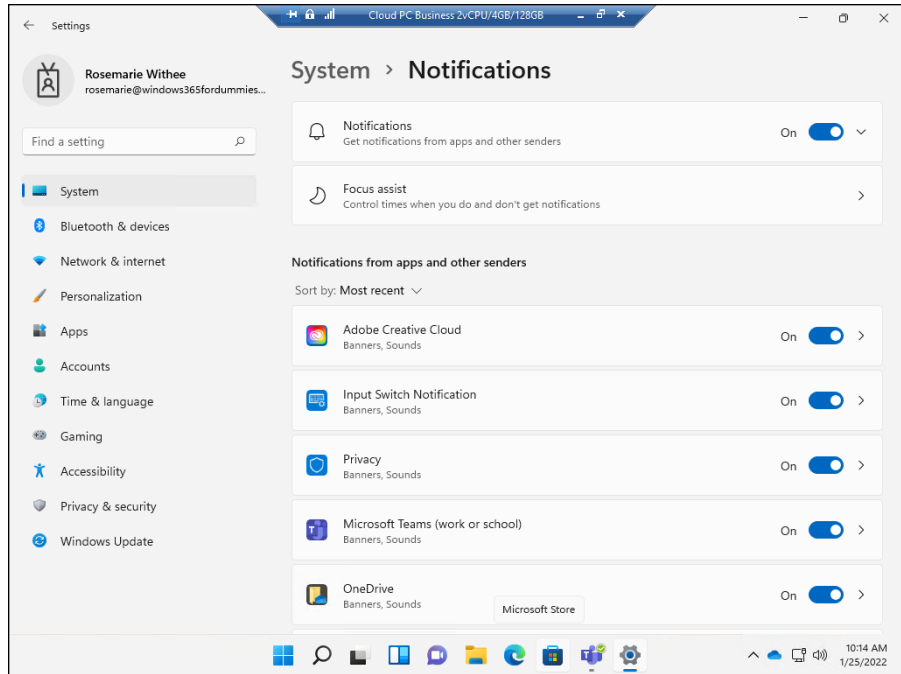 Cloud PC Business 2vCPU/4GB/128GB
Settings
Rosemarie Withee
rosemarie@windows365fordummies...
Find a setting
System
Bluetooth & devices
Network & internet
Personalization
Apps
Accounts
Time & language
Gaming
Accessibility
Privacy & security
Windows Update
System > Notifications
Notifications
Get notifications from apps and other senders
On
Focus assist
Control times when you do and don't get notifications
Notifications from apps and other senders
Sort by: Most recent
Adobe Creative Cloud
Banners, Sounds
On
Input Switch Notification
Banners, Sounds
On
Privacy
Banners, Sounds
On
Microsoft Teams (work or school)
Banners, Sounds
On
OneDrive
Banners, Sounds
On
Microsoft Store
10:14 AM
1/25/2022